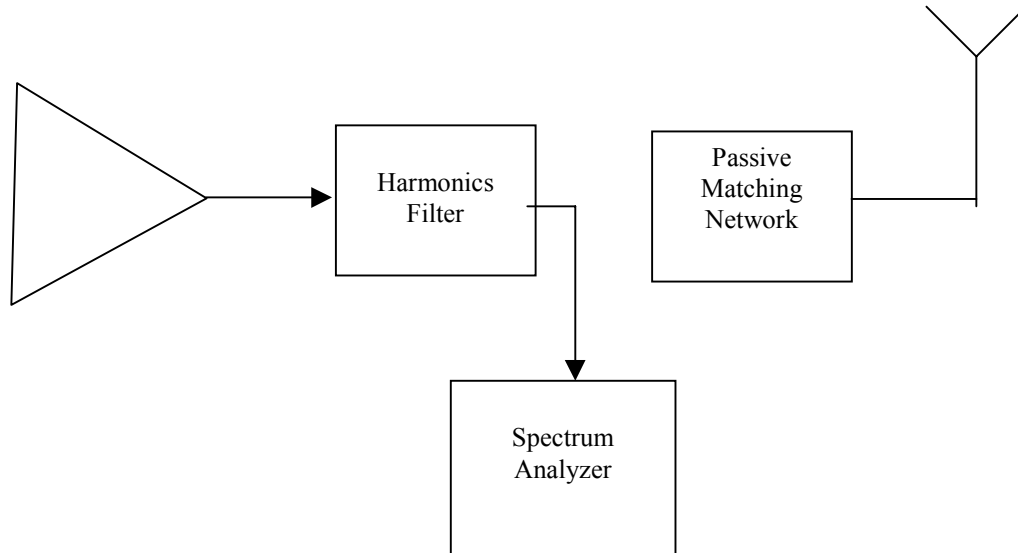 Harmonics
Filter
Passive
Matching
Network
Spectrum
Analyzer